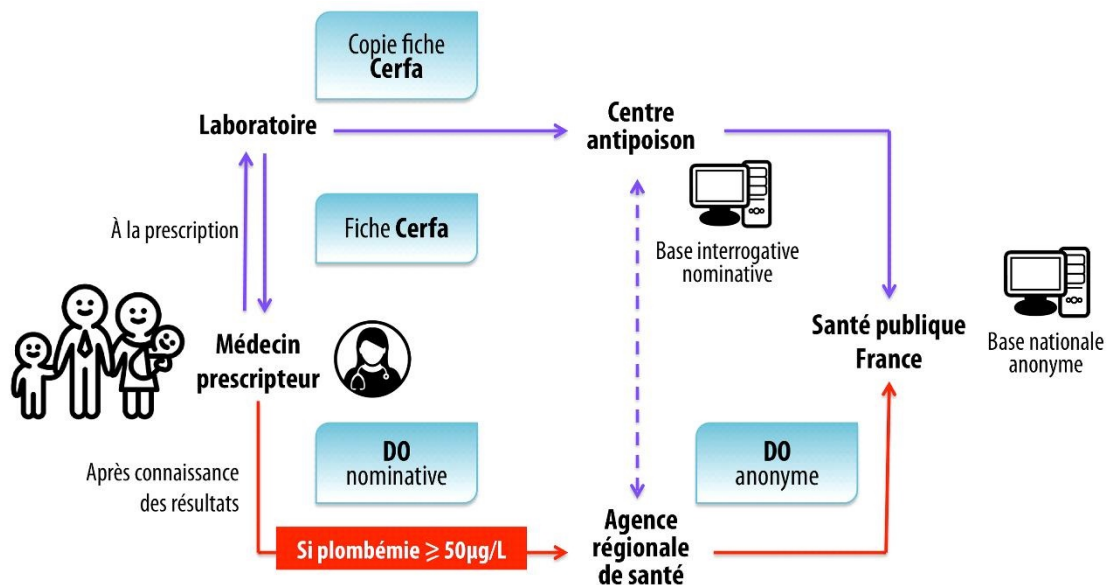 Copie fiche
Cerfa
Laboratoire
Centre
antipoison
À la prescription
Fiche Cerfa
Base interrogative
nominative
Médecin
prescripteur
Santé publique
France
Base nationale
anonyme
DO
nominative
DO
anonyme
Après connaissance
des résultats
Si plombémie ⩾ 50µg/L
Agence
régionale
de santé